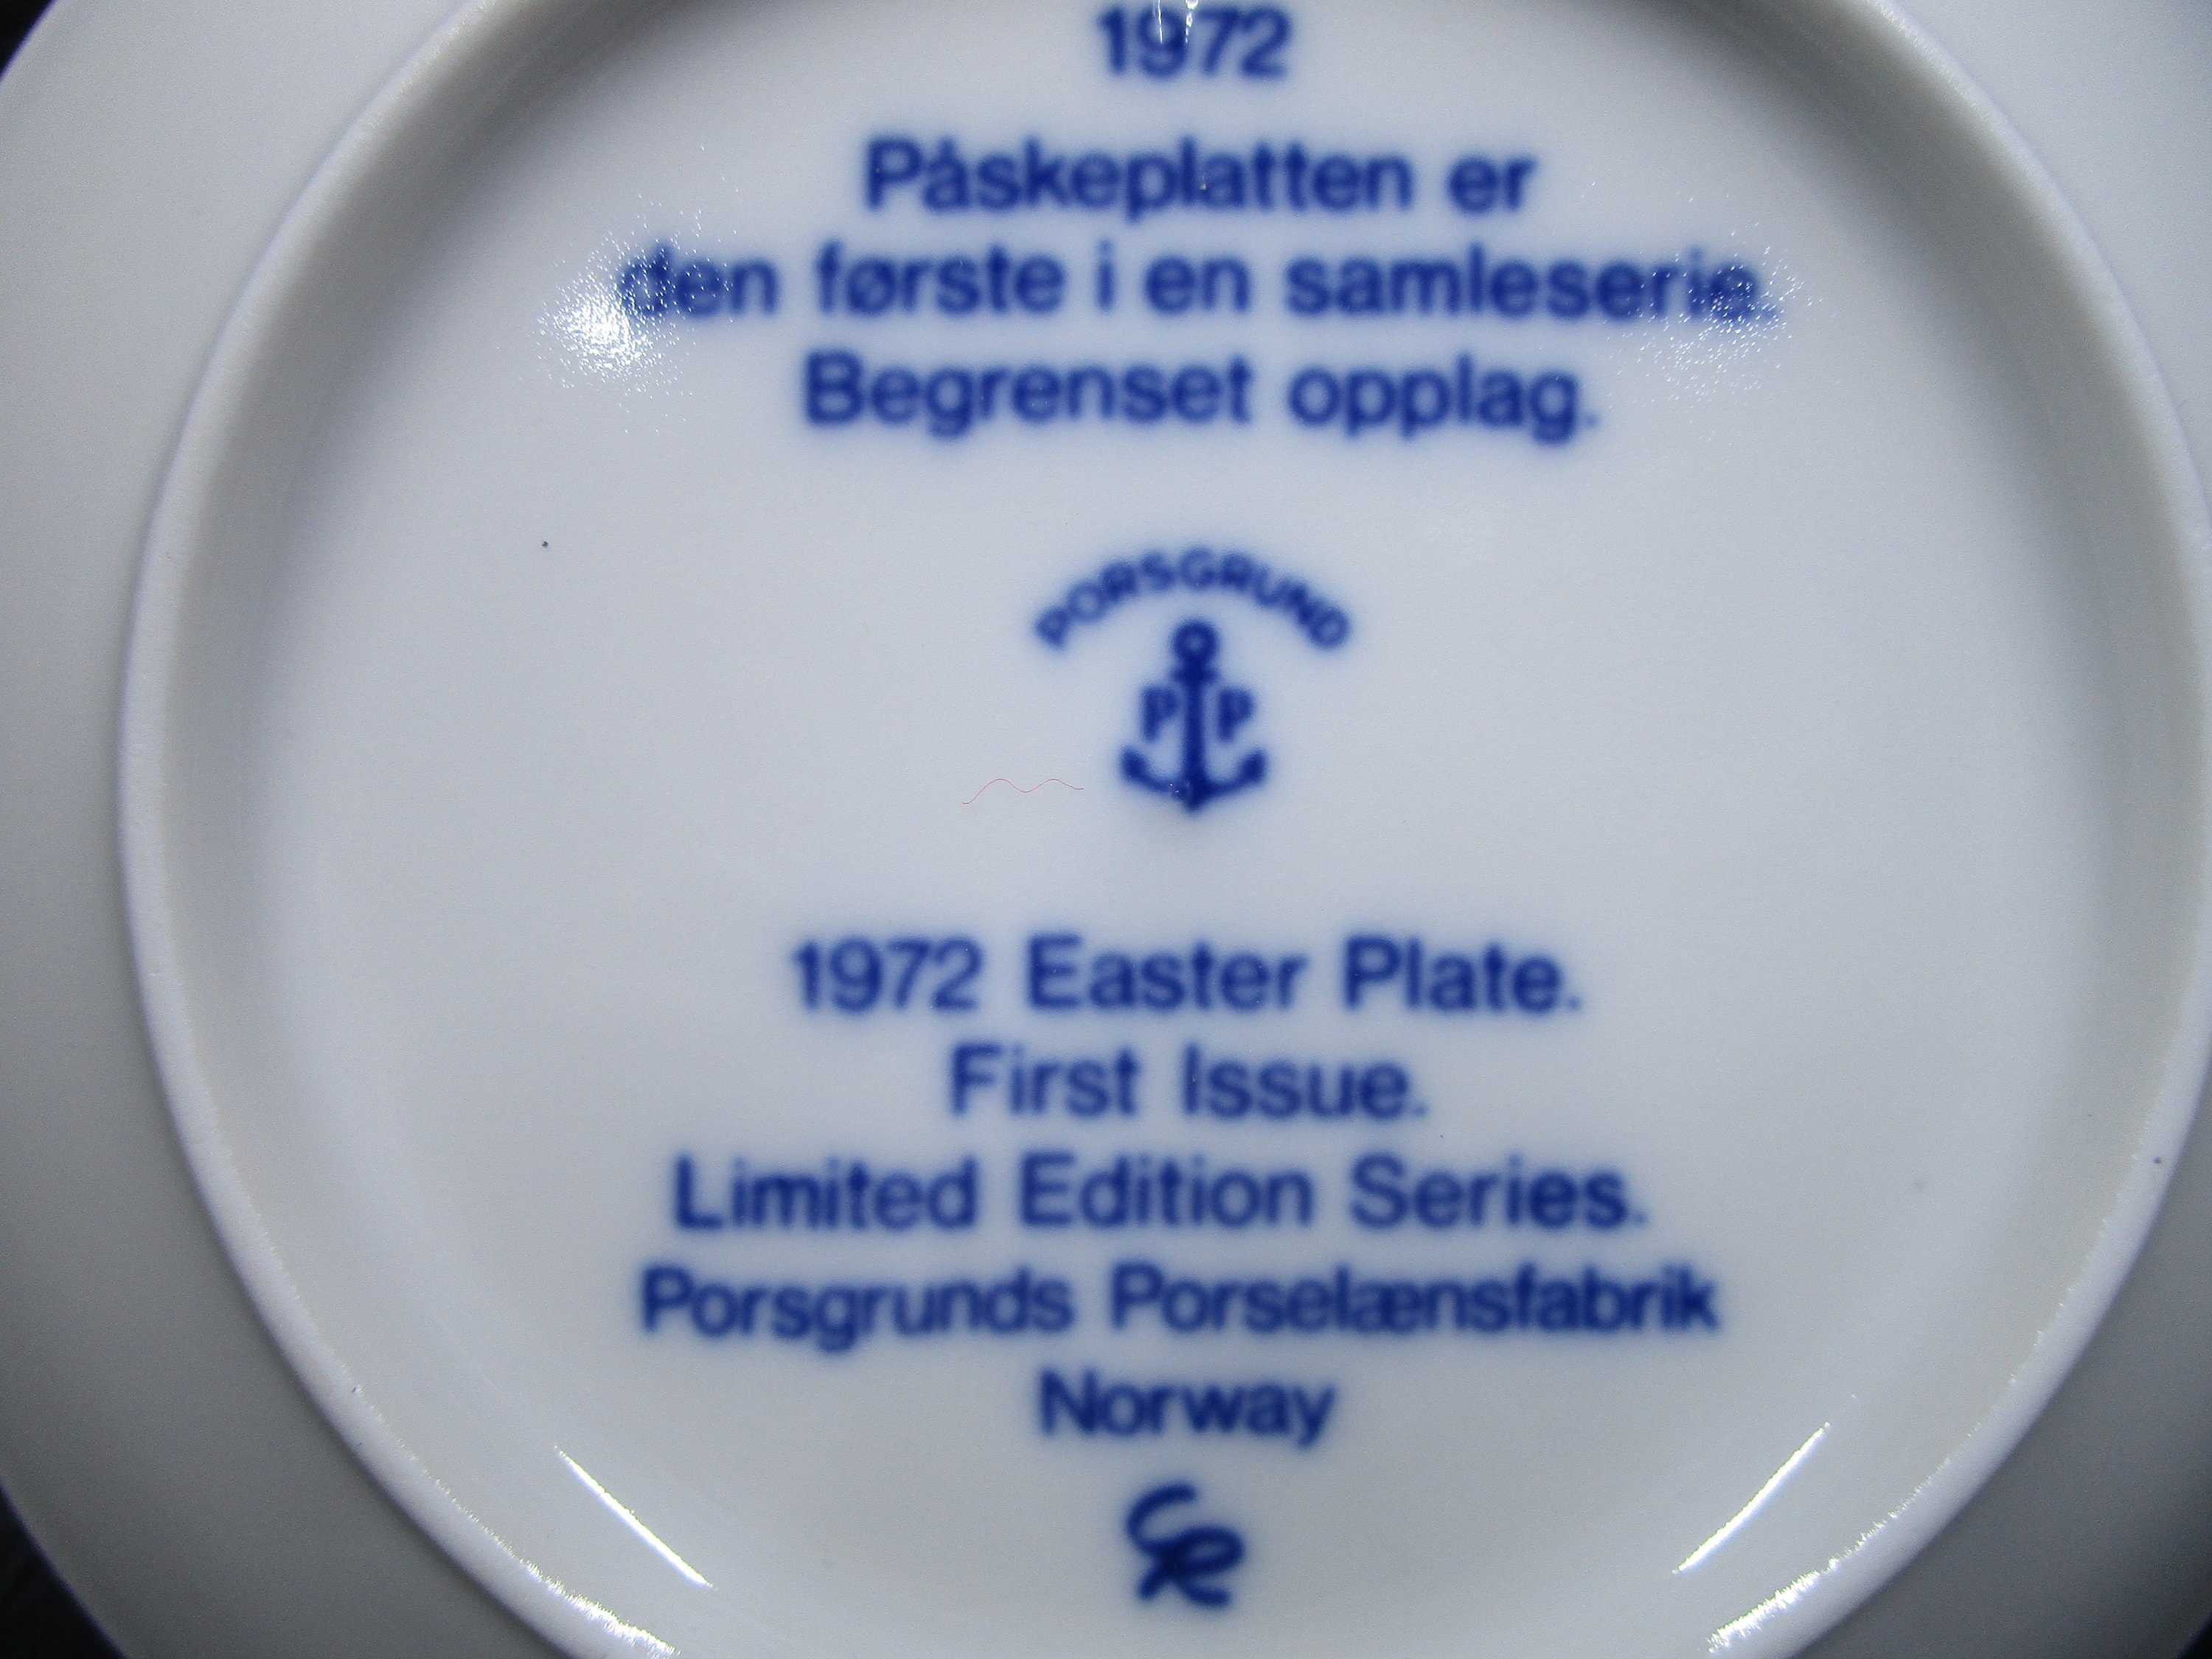 1972
Påskeplatten er
den første i en samleserie.
Begrenset opplag.
PORSGRUND
P P
1972 Easter Plate.
First Issue.
Limited Edition Series.
Porsgrunds Porselænsfabrik
Norway